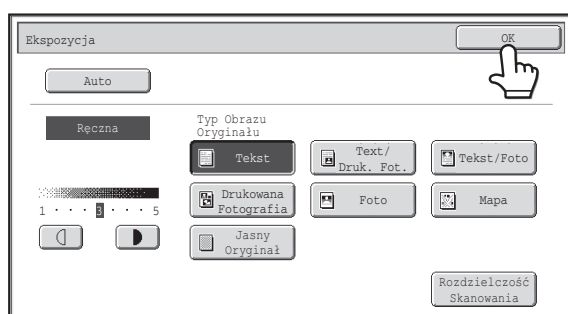 Ekspozycja
OK
Auto
Ręczna
Typ Obrazu
Oryginału
Tekst
Text/
Druk. Fot.
Tekst/Foto
1 · · · 3 · · · 5
Drukowana
Fotografia
Foto
Mapa
Jasny
Oryginał
Rozdzielczość
Skanowania